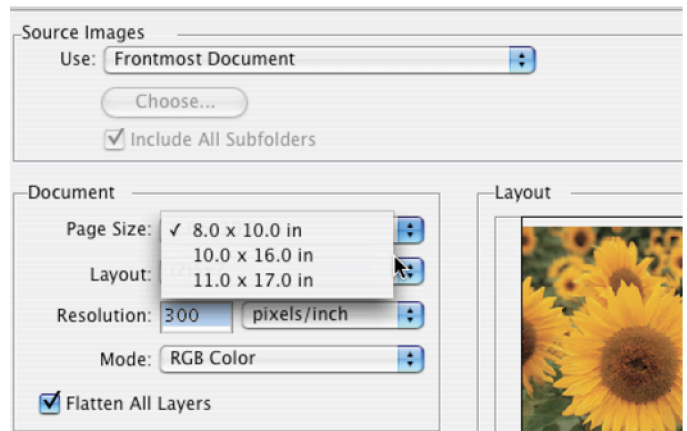 Source Images
Use: Frontmost Document
Choose...
Include All Subfolders
Document
Page Size: ✓ 8.0 x 10.0 in
10.0 x 16.0 in
11.0 x 17.0 in
Layout:
Resolution: 300 pixels/inch
Mode: RGB Color
Flatten All Layers
Layout